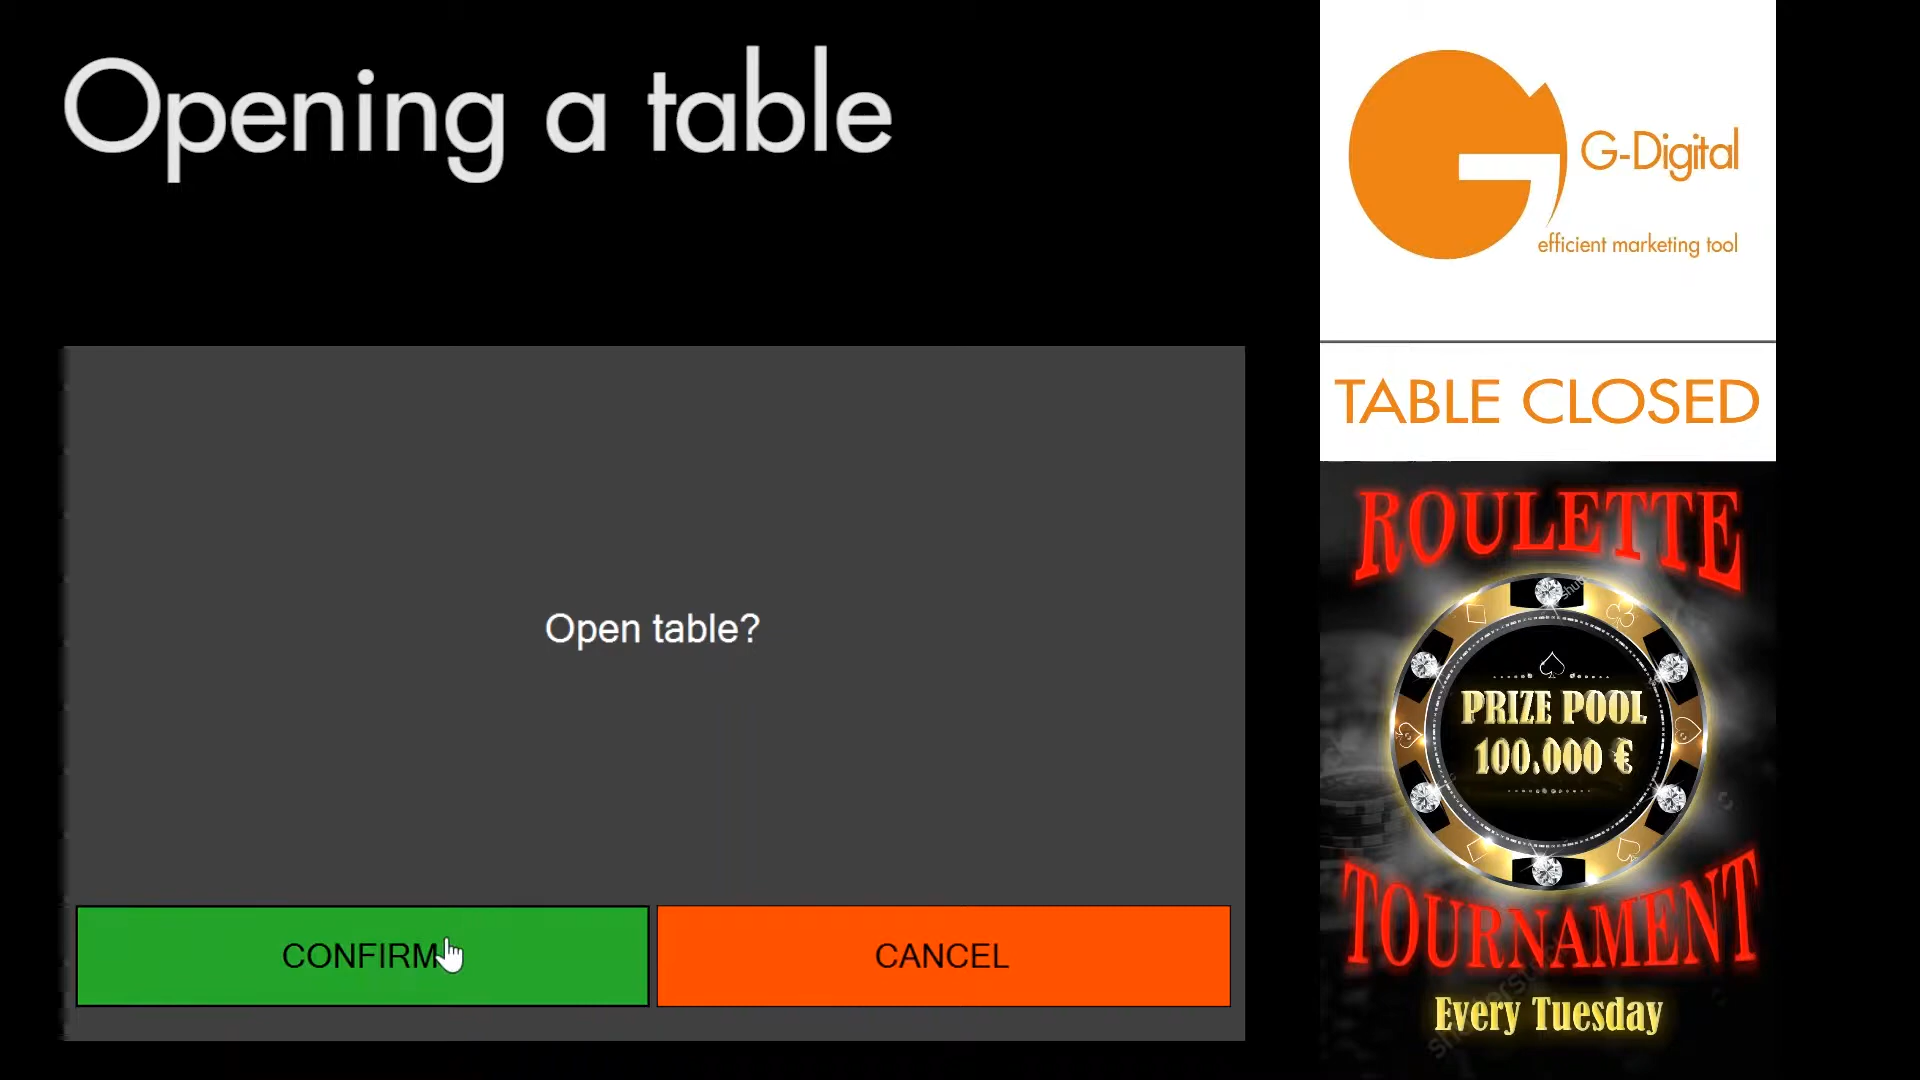 Opening a table
Open table?
CONFIRM
CANCEL
G-Digital
efficient marketing tool
TABLE CLOSED
ROULETTE
PRIZE POOL
100.000 €
TOURNAMENT
Every Tuesday